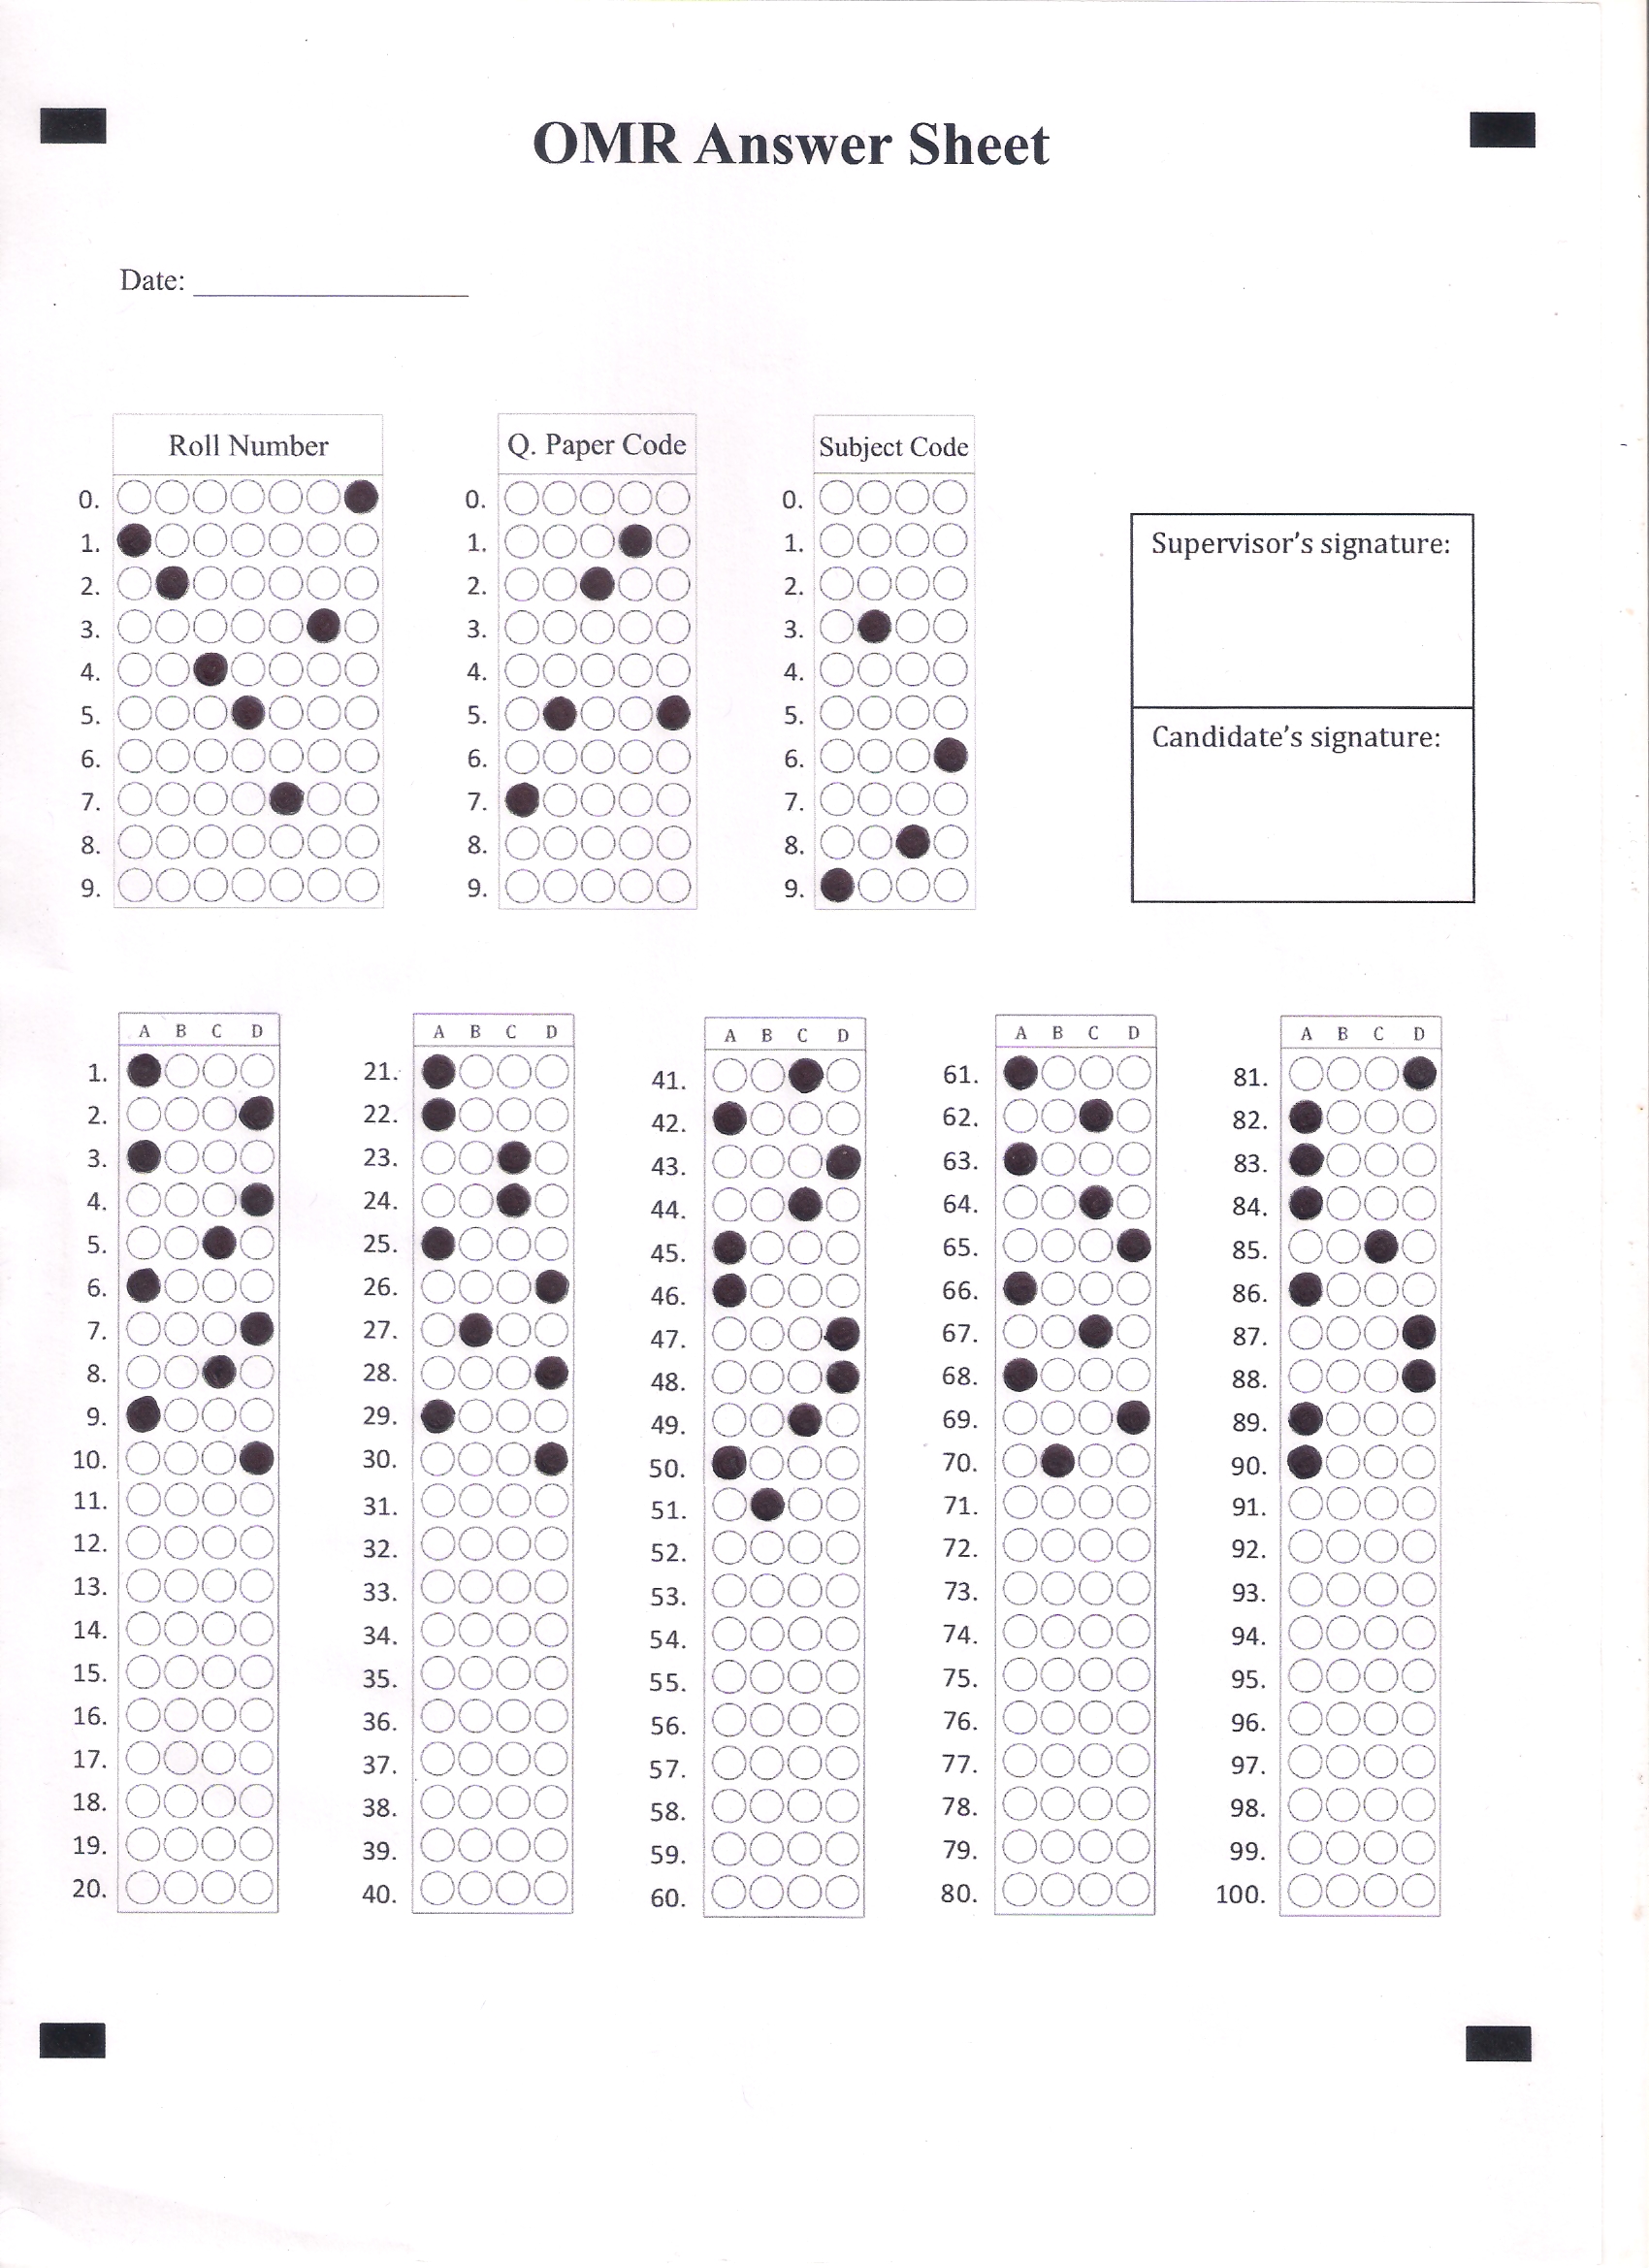 OMR Answer Sheet
Date:
Roll Number Q. Paper Code Subject Code
0. 0. 0.
1. 1. 1.
2. 2. 2.
3. 3. 3.
4. 4. 4.
5. 5. 5.
6. 6. 6.
7. 7. 7.
8. 8. 8.
9. 9. 9.
Supervisor's signature:
Candidate's signature:
A B C D A B C D A B C D A B C D A B C D
1. 21. 41. 61. 81.
2. 22. 42. 62. 82.
3. 23. 43. 63. 83.
4. 24. 44. 64. 84.
5. 25. 45. 65. 85.
6. 26. 46. 66. 86.
7. 27. 47. 67. 87.
8. 28. 48. 68. 88.
9. 29. 49. 69. 89.
10. 30. 50. 70. 90.
11. 31. 51. 71. 91.
12. 32. 52. 72. 92.
13. 33. 53. 73. 93.
14. 34. 54. 74. 94.
15. 35. 55. 75. 95.
16. 36. 56. 76. 96.
17. 37. 57. 77. 97.
18. 38. 58. 78. 98.
19. 39. 59. 79. 99.
20. 40. 60. 80. 100.